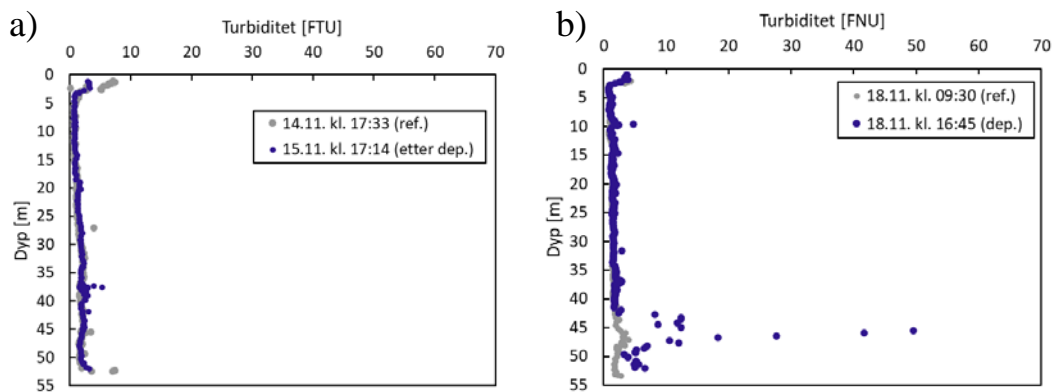 a)
Turbiditet [FTU]
0 10 20 30 40 50 60 70
0
5
10
15
20
25
30
35
40
45
50
55
Dyp [m]
14.11. kl. 17:33 (ref.)
15.11. kl. 17:14 (etter dep.)
b)
Turbiditet [FNU]
0 10 20 30 40 50 60 70
0
5
10
15
20
25
30
35
40
45
50
55
Dyp [m]
18.11. kl. 09:30 (ref.)
18.11. kl. 16:45 (dep.)